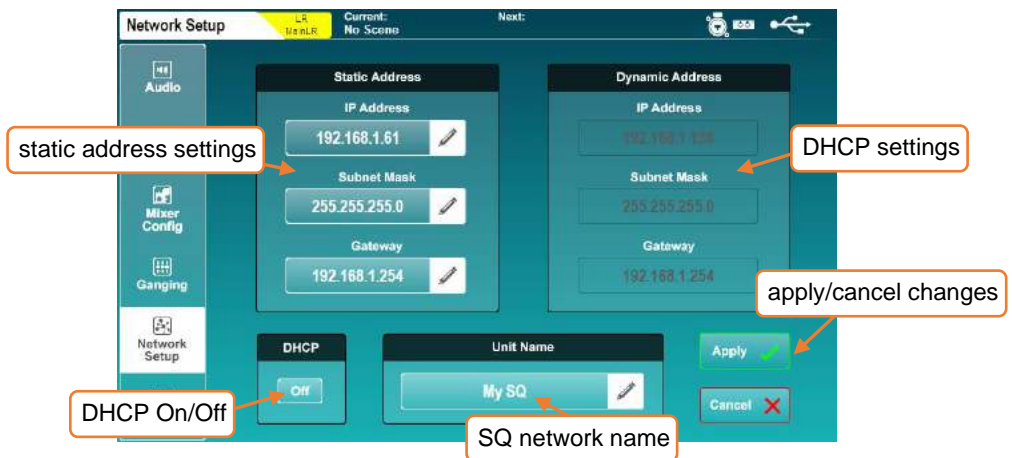 Network Setup
LR
MainLR
Current:
No Scene
Next:
Audio
Static Address
Dynamic Address
IP Address
IP Address
192.168.1.61
static address settings
DHCP settings
Subnet Mask
Subnet Mask
255.255.255.0
255.255.255.0
Mixer
Config
Gateway
Gateway
192.168.1.254
192.168.1.254
Ganging
apply/cancel changes
Network
Setup
DHCP
Unit Name
Apply
Off
My SQ
Cancel
DHCP On/Off
SQ network name